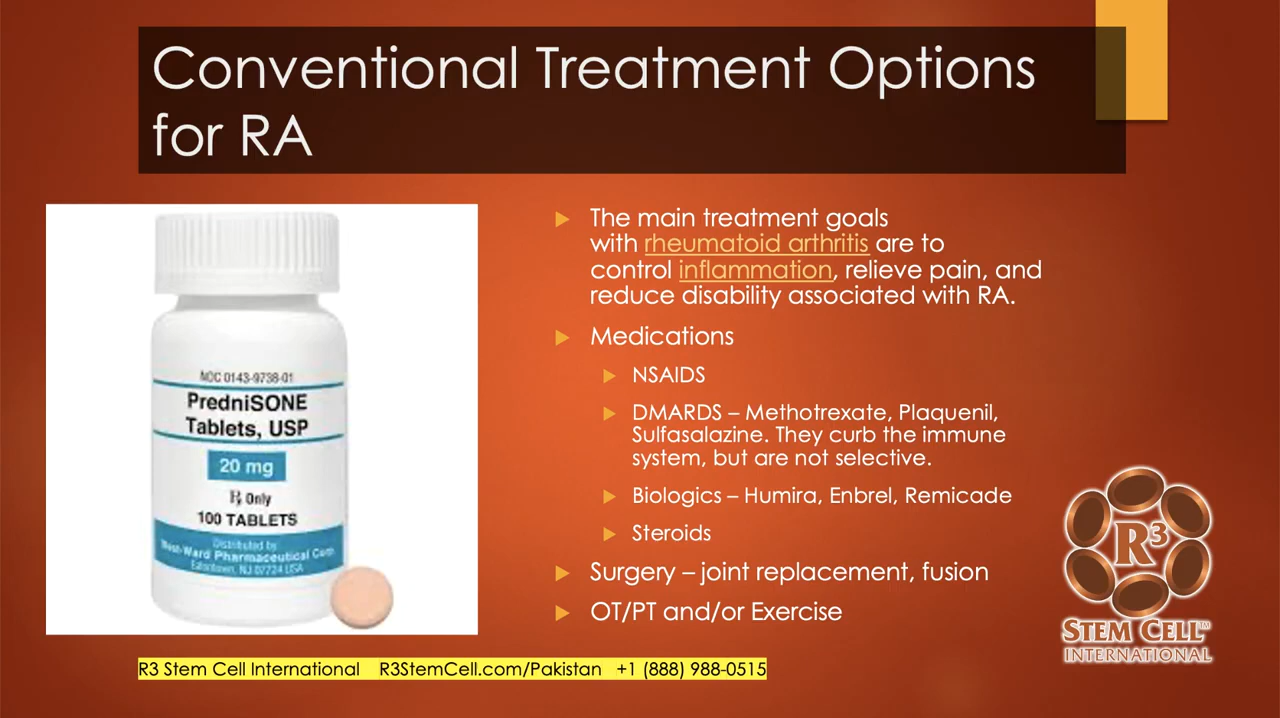 Conventional Treatment Options
for RA
NDC 0143-9738-01
PredniSONE
Tablets, USP
20 mg
Rx Only
100 TABLETS
Distributed by
West-Ward Pharmaceutical Corp.
Eatontown, NJ 07724 USA
The main treatment goals
with rheumatoid arthritis are to
control inflammation, relieve pain, and
reduce disability associated with RA.
Medications
NSAIDS
DMARDS – Methotrexate, Plaquenil,
Sulfasalazine. They curb the immune
system, but are not selective.
Biologics – Humira, Enbrel, Remicade
Steroids
Surgery – joint replacement, fusion
OT/PT and/or Exercise
R3
STEM CELL™
INTERNATIONAL
R3 Stem Cell International R3StemCell.com/Pakistan +1 (888) 988-0515